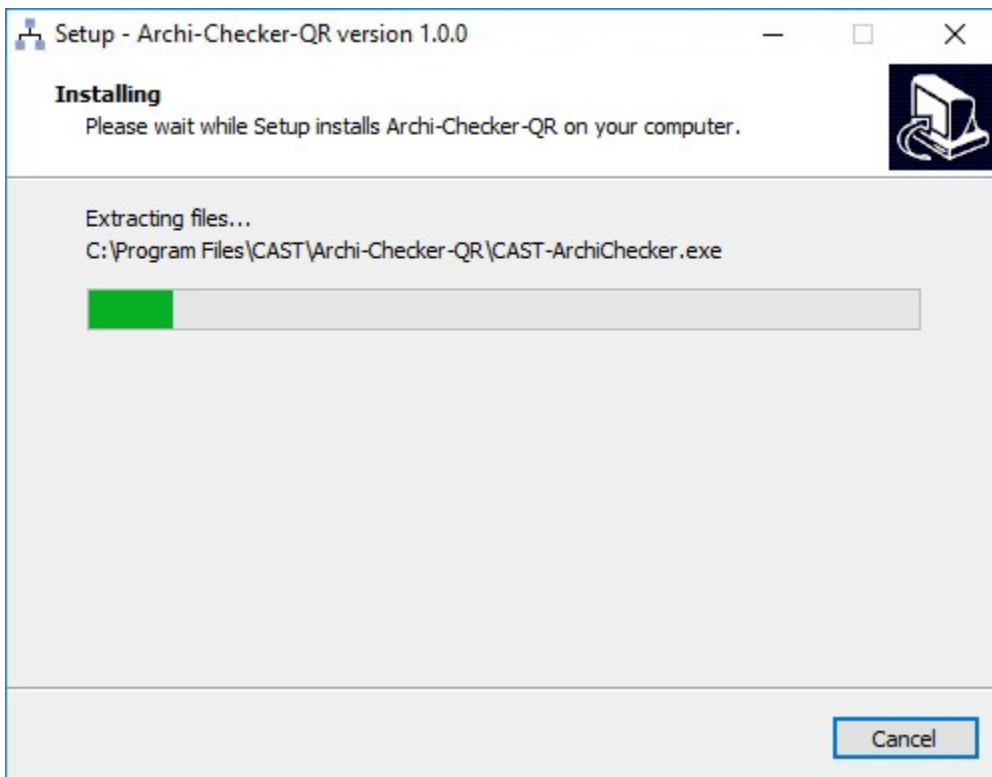 Setup - Archi-Checker-QR version 1.0.0
Installing
Please wait while Setup installs Archi-Checker-QR on your computer.
Extracting files...
C:\Program Files\CAST\Archi-Checker-QR\CAST-ArchiChecker.exe
Cancel